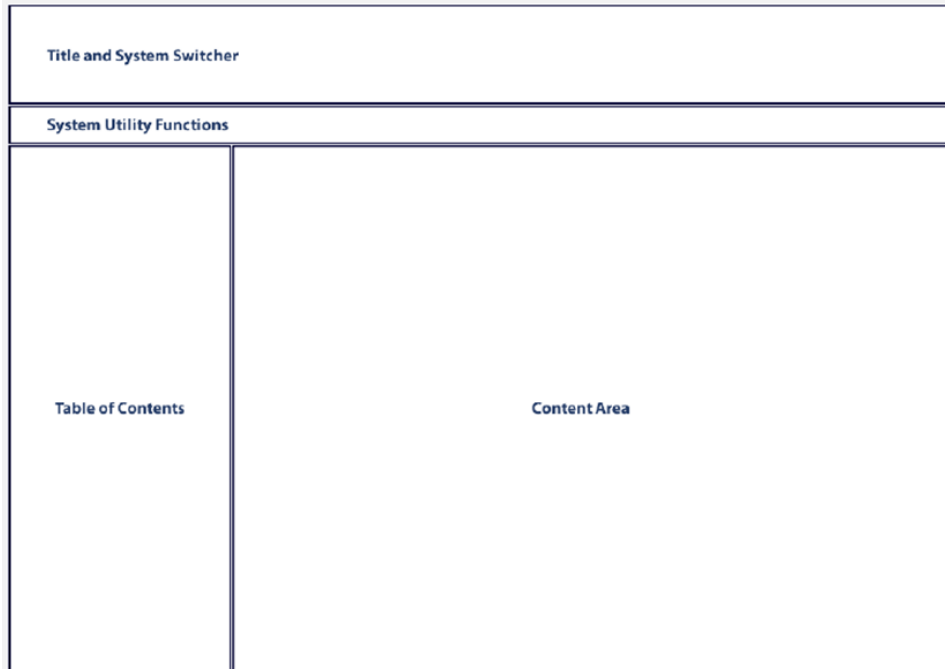 Title and System Switcher
System Utility Functions
Table of Contents
Content Area